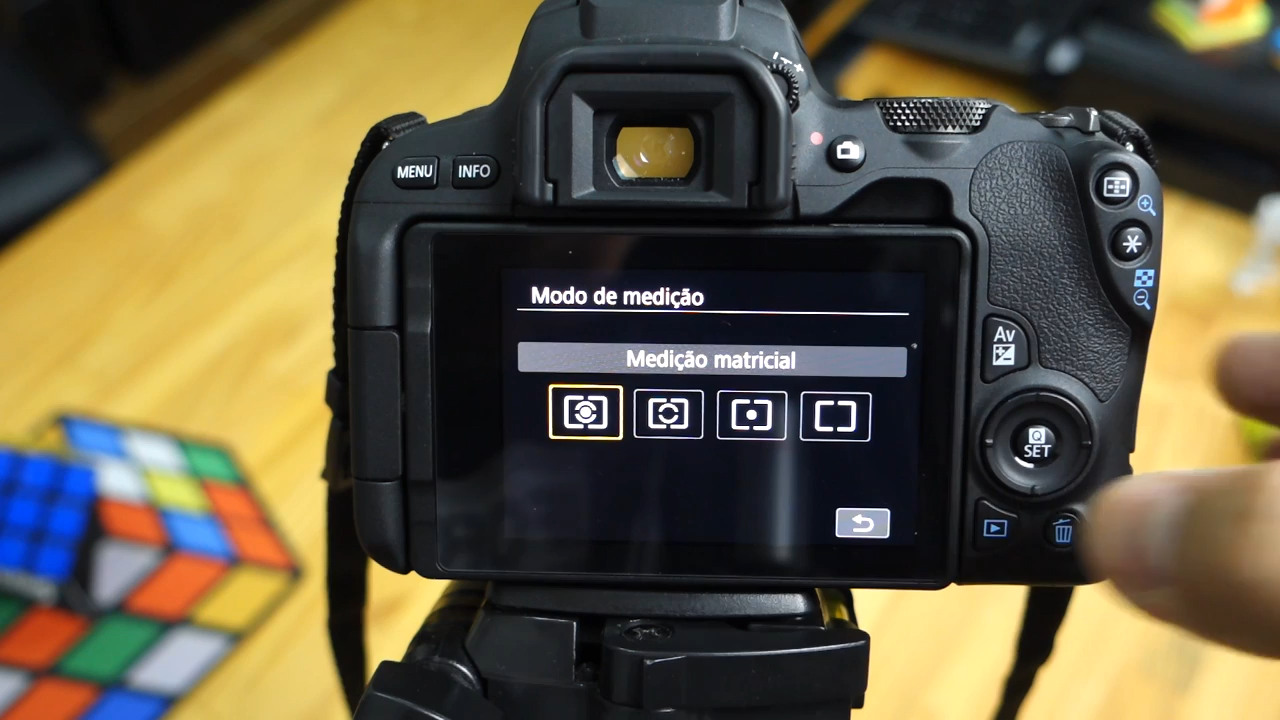 MENU
INFO
Modo de medição
Medição matricial
Av
Q
SET